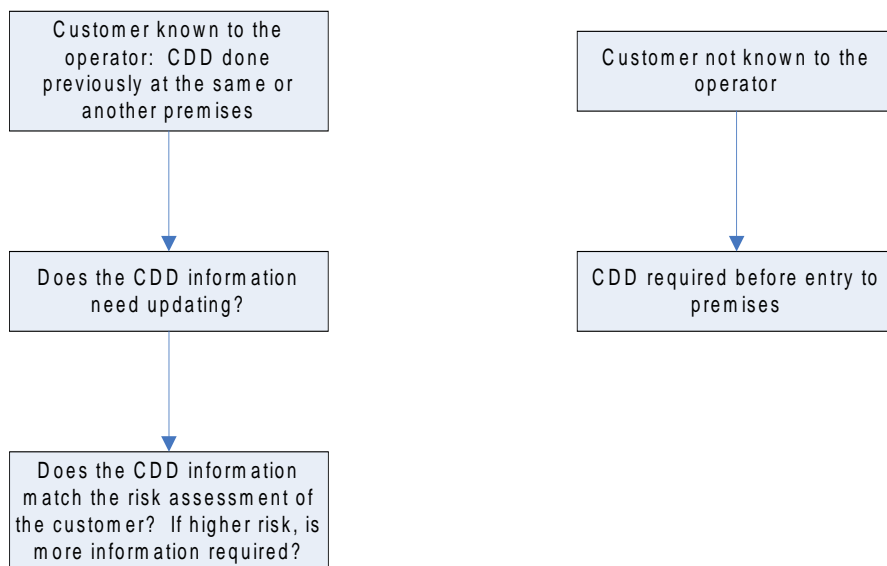 Customer known to the
operator: CDD done
previously at the same or
another premises
Customer not known to the
operator
Does the CDD information
need updating?
CDD required before entry to
premises
Does the CDD information
match the risk assessment of
the customer? If higher risk, is
more information required?